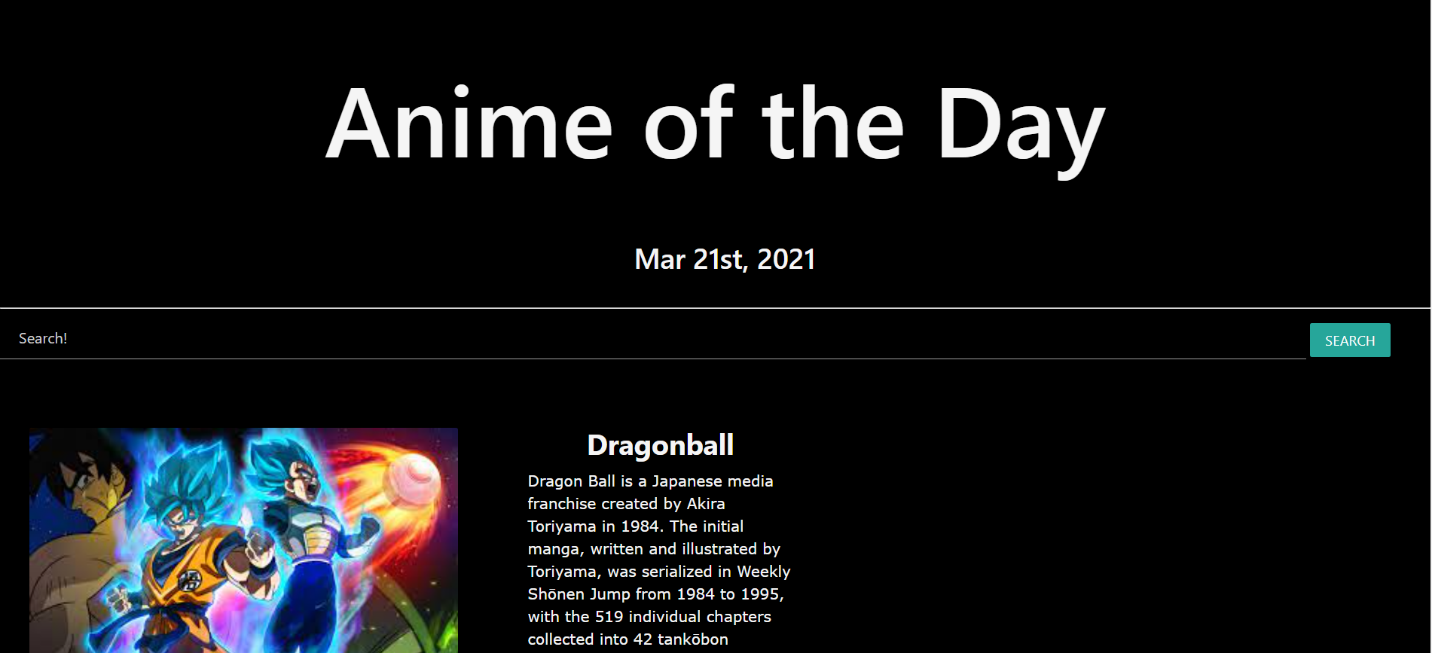 Anime of the Day
Mar 21st, 2021
Search!
SEARCH
Dragonball
Dragon Ball is a Japanese media
franchise created by Akira
Toriyama in 1984. The initial
manga, written and illustrated by
Toriyama, was serialized in Weekly
Shōnen Jump from 1984 to 1995,
with the 519 individual chapters
collected into 42 tankōbon